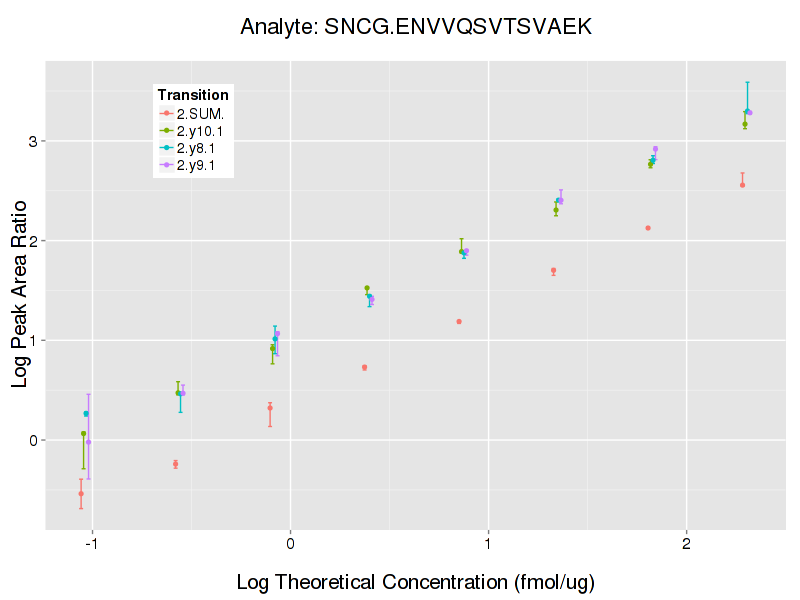 Analyte: SNCG.ENVVQSVTSVAEK
Log Peak Area Ratio
3
2
1
0
Transition
2.SUM.
2.y10.1
2.y8.1
2.y9.1
-1
0
1
2
Log Theoretical Concentration (fmol/ug)